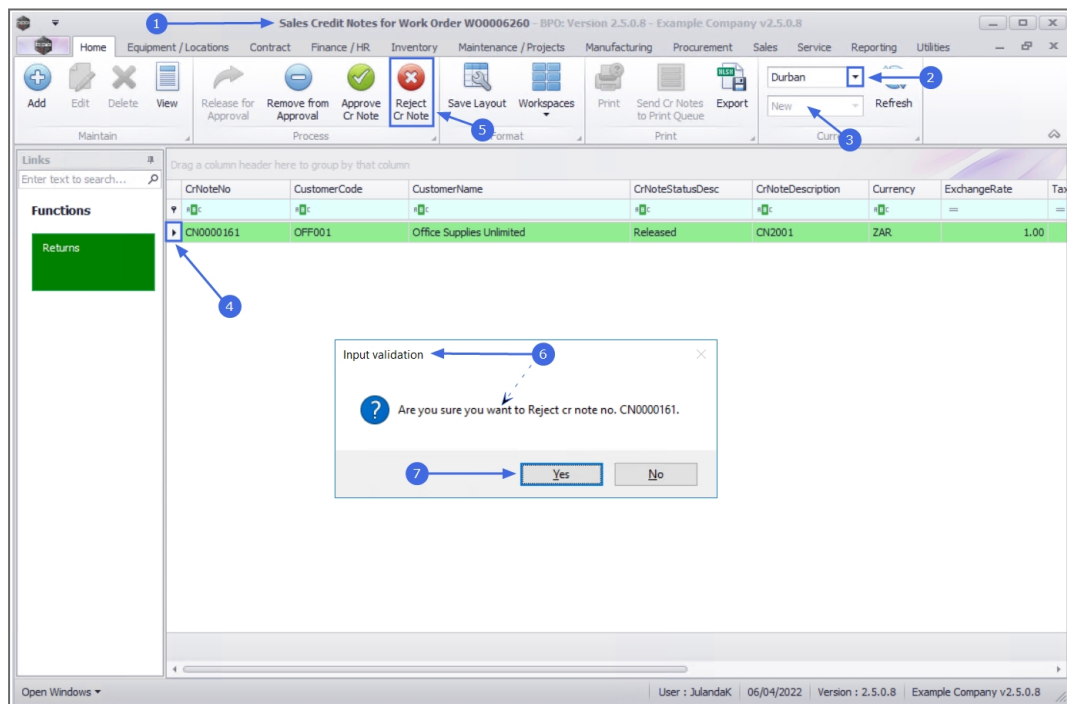 1
Sales Credit Notes for Work Order WO0006260 - BPO: Version 2.5.0.8 - Example Company v2.5.0.8
Home Equipment / Locations Contract Finance / HR Inventory Maintenance / Projects Manufacturing Procurement Sales Service Reporting Utilities
Add Edit Delete View Release for Approval Remove from Approval Approve Cr Note Reject Cr Note Save Layout Workspaces Print Send Cr Notes to Print Queue XLSX Export Durban 2
New Refresh
5 3
Maintain Process Format Print Curr
Links
Drag a column header here to group by that column
Enter text to search...
CrNoteNo CustomerCode CustomerName CrNoteStatusDesc CrNoteDescription Currency ExchangeRate Tax
Functions
Returns
CN0000161 OFF001 Office Supplies Unlimited Released CN2001 ZAR 1.00
4
Input validation 6
Are you sure you want to Reject cr note no. CN0000161.
7 Yes No
Open Windows User : JulandaK 06/04/2022 Version : 2.5.0.8 Example Company v2.5.0.8